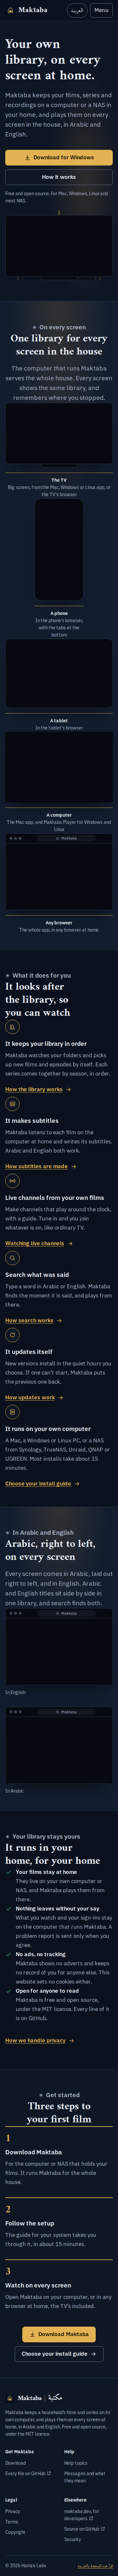 Maktaba
العربية
Menu
Your own
library, on every
screen at home.
Maktaba keeps your films, series and
recordings on a computer or a NAS in
your home, and plays them on every
screen in the house, in Arabic and
English.
Download for Windows
How it works
Free and open source. For Mac, Windows, Linux and
most NAS.
On every screen
One library for every
screen in the house
The computer that runs Maktaba
serves the whole house. Every screen
shows the same library, and
remembers where you stopped.
The TV
Big screen, from the Mac, Windows or Linux app, or
the TV's browser
A phone
In the phone's browser,
with the tabs at the
bottom
A tablet
In the tablet's browser
A computer
The Mac app, and Maktaba Player for Windows and
Linux
Maktaba
Any browser
The whole app, in any browser at home
What it does for you
It looks after
the library, so
you can watch
It keeps your library in order
Maktaba watches your folders and picks
up new films and episodes by itself. Each
series comes together by season, in order.
How the library works
It makes subtitles
Maktaba listens to each film on the
computer at home and writes its subtitles.
Arabic and English both work.
How subtitles are made
Live channels from your own films
Make channels that play around the clock,
with a guide. Tune in and you join
whatever is on, like ordinary TV.
Watching live channels
Search what was said
Type a word in Arabic or English. Maktaba
finds the moment it is said, and plays from
there.
How search works
It updates itself
New versions install in the quiet hours you
choose. If one can't start, Maktaba puts
the previous one back.
How updates work
It runs on your own computer
A Mac, a Windows or Linux PC, or a NAS
from Synology, TrueNAS, Unraid, QNAP or
UGREEN. Most installs take about 15
minutes.
Choose your install guide
In Arabic and English
Arabic, right to left,
on every screen
Every screen comes in Arabic, laid out
right to left, and in English. Arabic
and English titles sit side by side in
one library, and search finds both.
Maktaba
In English
Maktaba
In Arabic
Your library stays yours
It runs in your
home, for your home
Your films stay at home
They live on your own computer or
NAS, and Maktaba plays them from
there.
Nothing leaves without your say
What you watch and your sign-ins stay
on the computer that runs Maktaba. A
problem report is sent only when you
agree.
No ads, no tracking
Maktaba shows no adverts and keeps
no record of you for anyone else. This
website sets no cookies either.
Open for anyone to read
Maktaba is free and open source,
under the MIT licence. Every line of it
is on GitHub.
How we handle privacy
Get started
Three steps to
your first film
1
Download Maktaba
For the computer or NAS that holds your
films. It runs Maktaba for the whole
house.
2
Follow the setup
The guide for your system takes you
through it, in about 15 minutes.
3
Watch on every screen
Open Maktaba on your computer, or in any
browser at home, the TV's included.
Download Maktaba
Choose your install guide
Maktaba
مكتبة
Maktaba keeps a household's films and series on its
own computer, and plays them on every screen at
home, in Arabic and English. Free and open source,
under the MIT licence.
Get Maktaba
Help
Download
Help topics
Every file on GitHub
Messages and what
they mean
Legal
Elsewhere
Privacy
maktaba.dev, for
developers
Terms
Source on GitHub
Copyright
Security
© 2026 Hamza Labs
اقرأ هذه الصفحة بالعربية